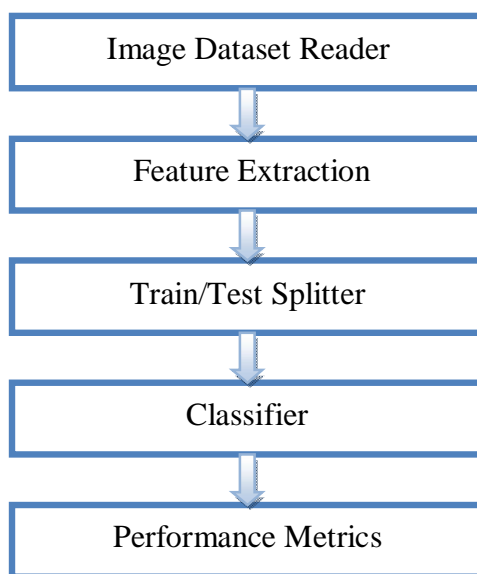 Image Dataset Reader
Feature Extraction
Train/Test Splitter
Classifier
Performance Metrics